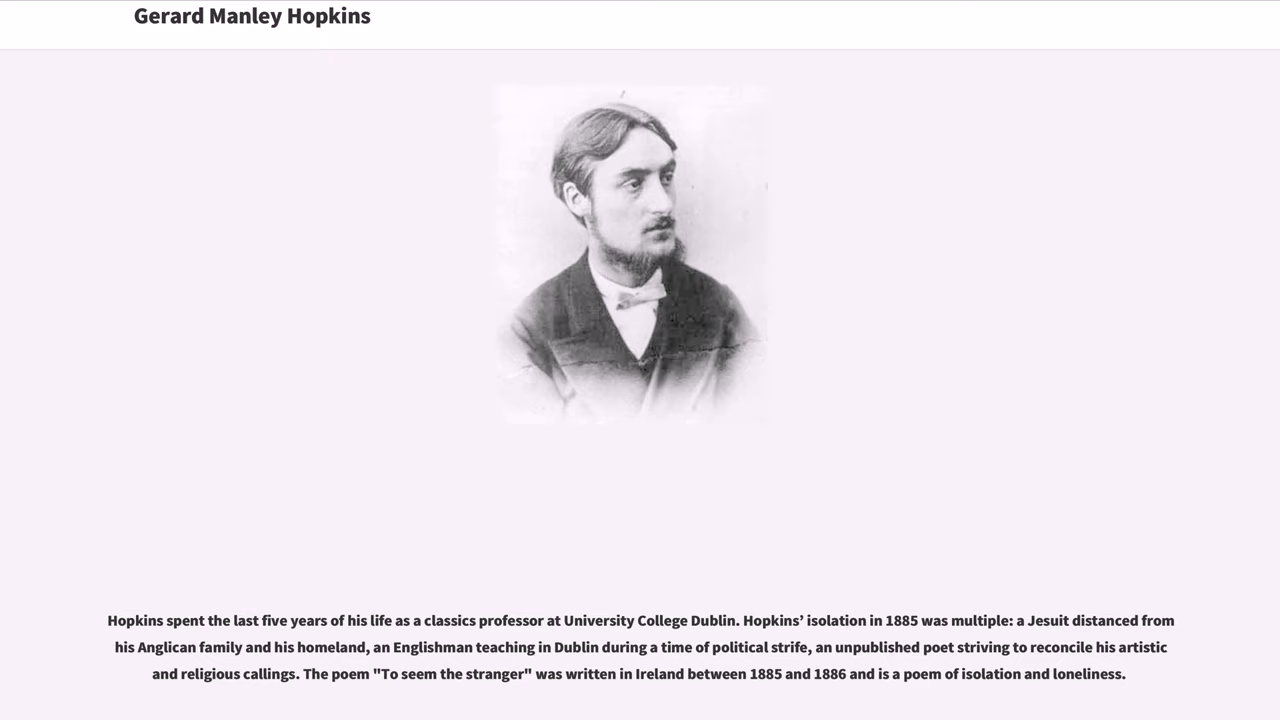 Gerard Manley Hopkins
Hopkins spent the last five years of his life as a classics professor at University College Dublin. Hopkins’ isolation in 1885 was multiple: a Jesuit distanced from
his Anglican family and his homeland, an Englishman teaching in Dublin during a time of political strife, an unpublished poet striving to reconcile his artistic
and religious callings. The poem "To seem the stranger" was written in Ireland between 1885 and 1886 and is a poem of isolation and loneliness.